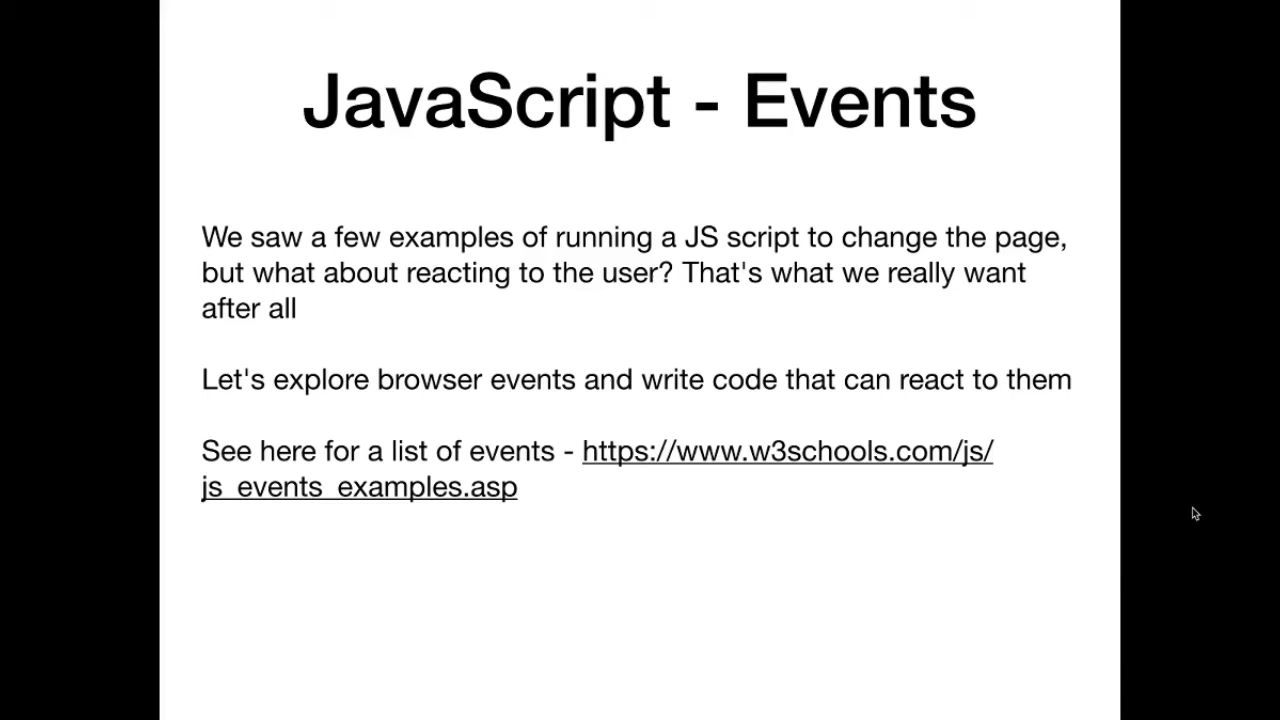 JavaScript - Events
We saw a few examples of running a JS script to change the page,
but what about reacting to the user? That's what we really want
after all
Let's explore browser events and write code that can react to them
See here for a list of events - https://www.w3schools.com/js/
js_events_examples.asp